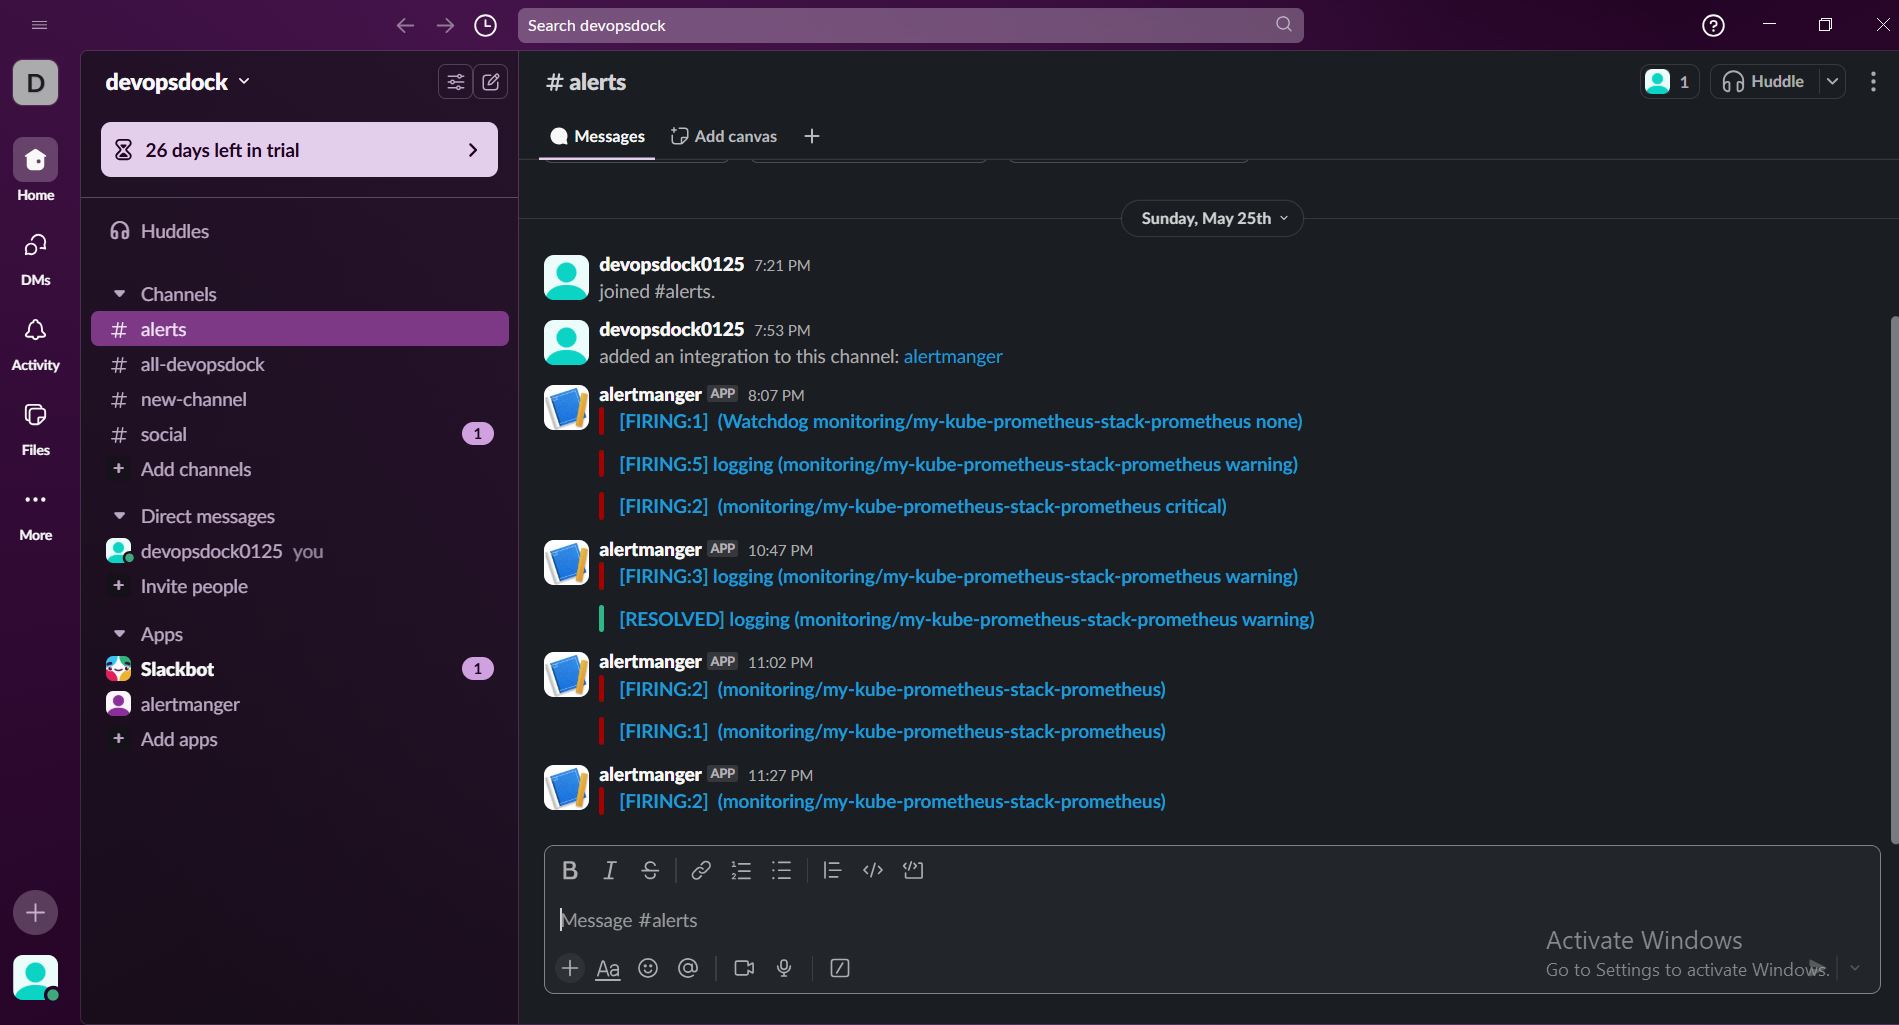 Search devopsdock
D
devopsdock
26 days left in trial
Home
DMs
Activity
Files
More
Huddles
Channels
# alerts
# all-devopsdock
# new-channel
# social 1
+ Add channels
Direct messages
devopsdock0125 you
+ Invite people
Apps
Slackbot 1
alertmanger
+ Add apps
# alerts
1
Huddle
Messages
Add canvas
Sunday, May 25th
devopsdock0125 7:21 PM
joined #alerts.
devopsdock0125 7:53 PM
added an integration to this channel: alertmanger
alertmanger APP 8:07 PM
[FIRING:1] (Watchdog monitoring/my-kube-prometheus-stack-prometheus none)
[FIRING:5] logging (monitoring/my-kube-prometheus-stack-prometheus warning)
[FIRING:2] (monitoring/my-kube-prometheus-stack-prometheus critical)
alertmanger APP 10:47 PM
[FIRING:3] logging (monitoring/my-kube-prometheus-stack-prometheus warning)
[RESOLVED] logging (monitoring/my-kube-prometheus-stack-prometheus warning)
alertmanger APP 11:02 PM
[FIRING:2] (monitoring/my-kube-prometheus-stack-prometheus)
[FIRING:1] (monitoring/my-kube-prometheus-stack-prometheus)
alertmanger APP 11:27 PM
[FIRING:2] (monitoring/my-kube-prometheus-stack-prometheus)
Message #alerts
Aa
Activate Windows
Go to Settings to activate Windows.